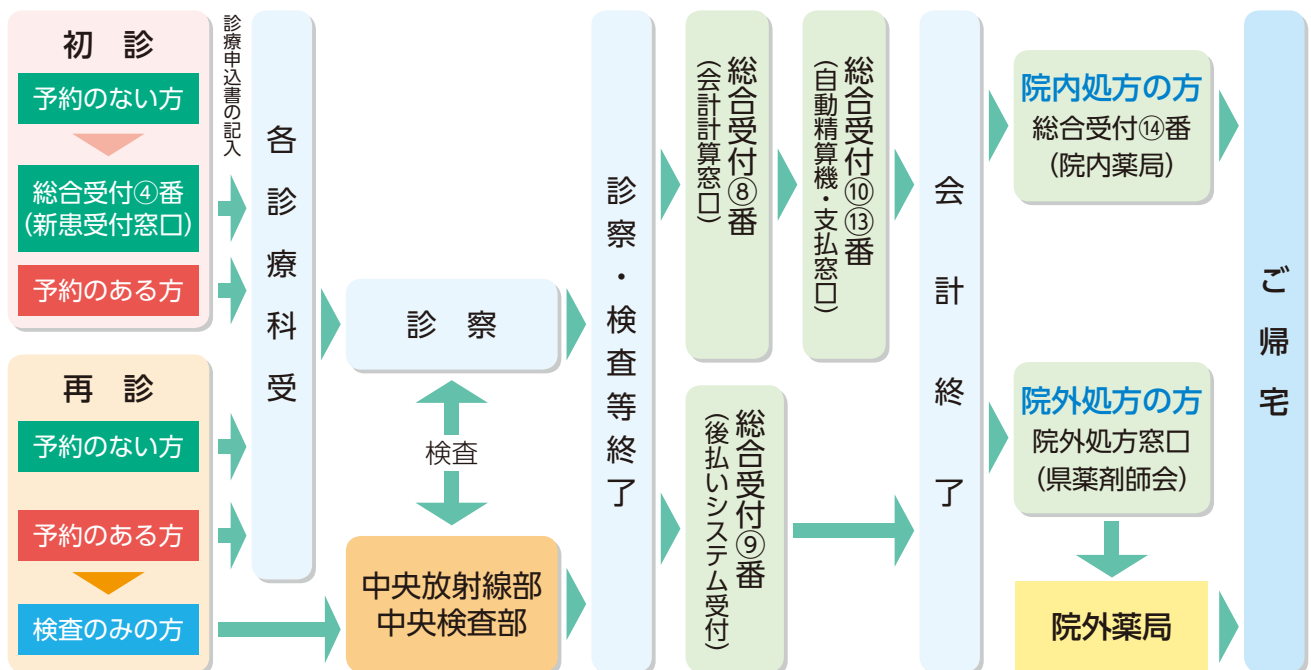 初 診
予約のない方
総合受付④番
(新患受付窓口)
予約のある方
再 診
予約のない方
予約のある方
検査のみの方
診療申込書の記入
各診療科受
診 察
検査
中央放射線部
中央検査部
診察・検査等終了
総合受付⑧番
(会計計算窓口)
総合受付⑩⑬番
(自動精算機・支払窓口)
総合受付⑨番
(後払いシステム受付)
会計終了
院内処方の方
総合受付⑭番
(院内薬局)
院外処方の方
院外処方窓口
(県薬剤師会)
院外薬局
ご帰宅